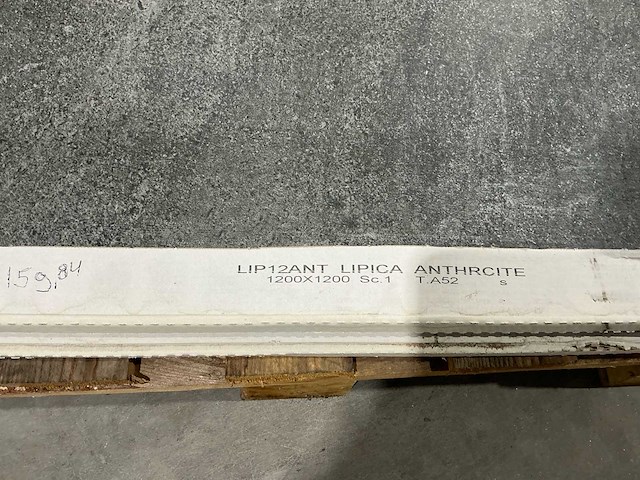 159,84
LIP12ANT LIPICA ANTHRCITE
1200X1200 Sc.1 T.A52 s